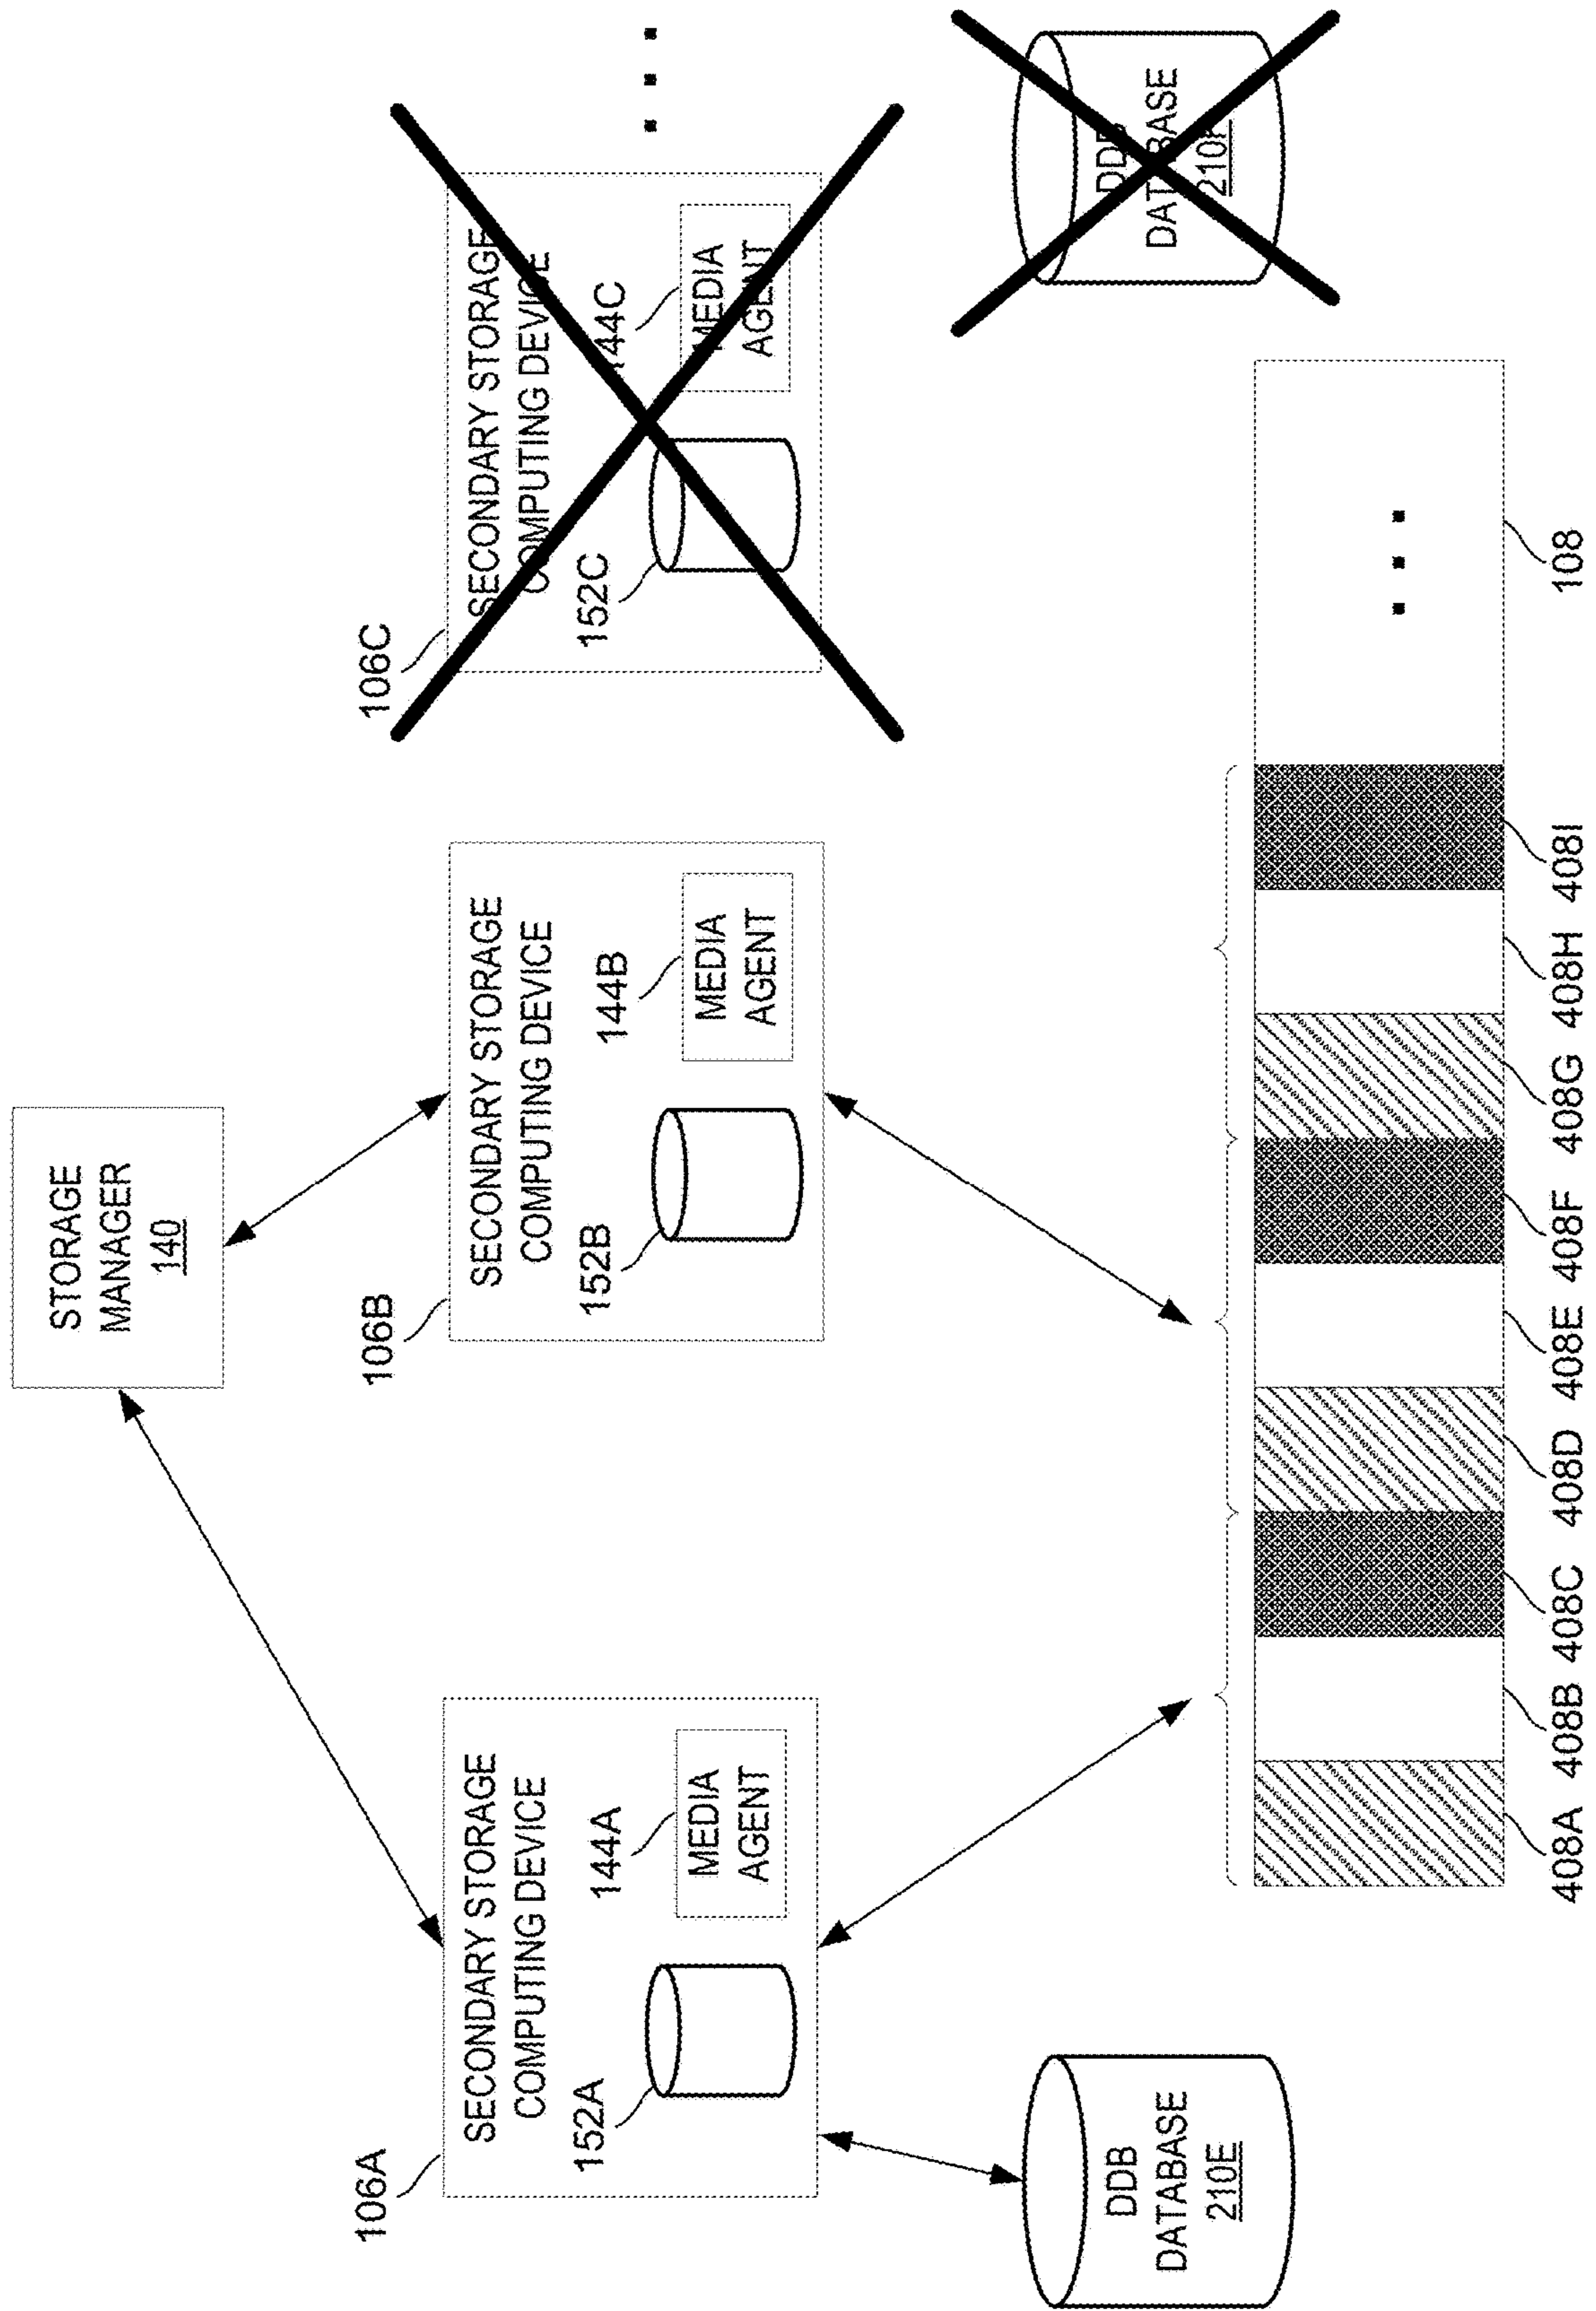 STORAGE
MANAGER
140
106A
SECONDARY STORAGE
COMPUTING DEVICE
152A
144A
MEDIA
AGENT
106B
SECONDARY STORAGE
COMPUTING DEVICE
152B
144B
MEDIA
AGENT
106C
SECONDARY STORAGE
COMPUTING DEVICE
152C
144C
MEDIA
AGENT
DDB
DATABASE
210E
DDB
DATABASE
408A
408B
408C
408D
408E
408F
408G
408H
408I
108